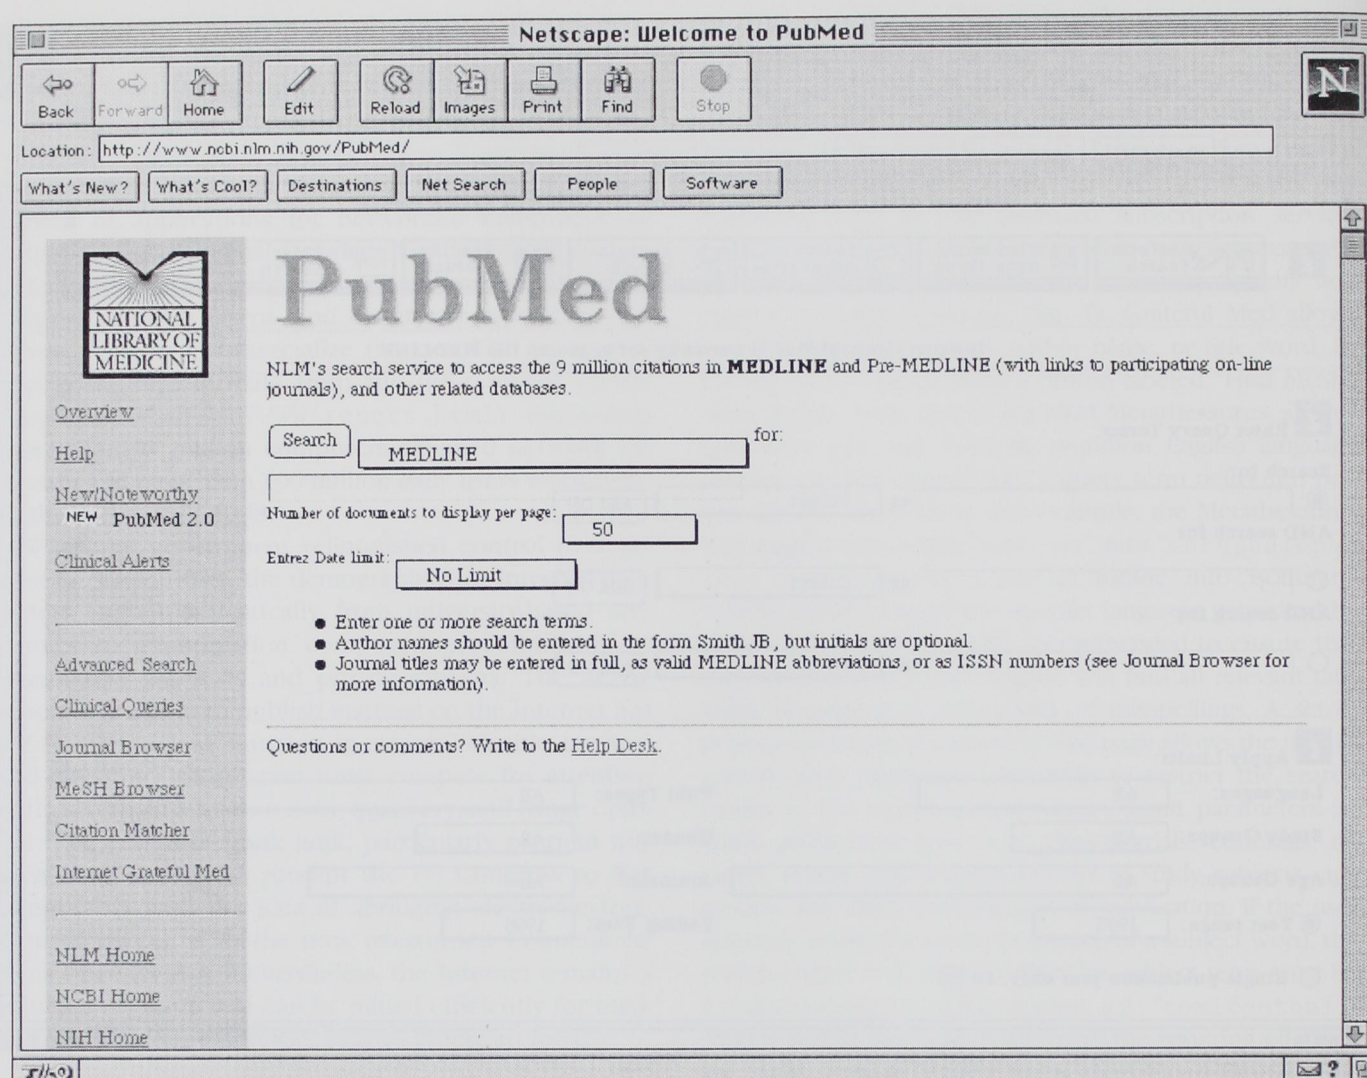 Netscape: Welcome to PubMed
Back Forward Home Edit Reload Images Print Find Stop
N
Location: http://www.ncbi.nlm.nih.gov/PubMed/
What's New? What's Cool? Destinations Net Search People Software
NATIONAL
LIBRARY OF
MEDICINE
PubMed
NLM's search service to access the 9 million citations in MEDLINE and Pre-MEDLINE (with links to participating on-line
journals), and other related databases.
Search MEDLINE for:
Number of documents to display per page: 50
Entrez Date limit: No Limit
● Enter one or more search terms.
● Author names should be entered in the form Smith JB, but initials are optional.
● Journal titles may be entered in full, as valid MEDLINE abbreviations, or as ISSN numbers (see Journal Browser for
more information).
Questions or comments? Write to the Help Desk.
Overview
Help
New/Noteworthy
NEW PubMed 2.0
Clinical Alerts
Advanced Search
Clinical Queries
Journal Browser
MeSH Browser
Citation Matcher
Internet Grateful Med
NLM Home
NCBI Home
NIH Home
?